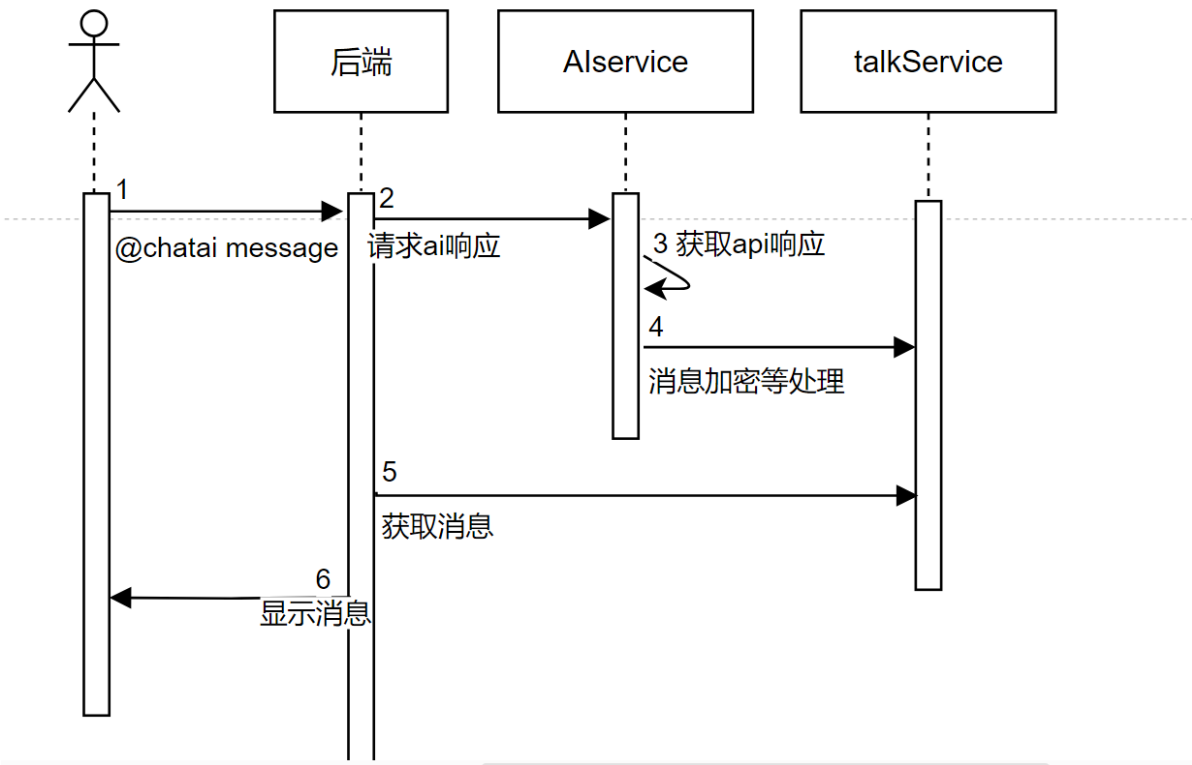 后端
AIservice
talkService
1
@chatai message
2
请求ai响应
3 获取api响应
4
消息加密等处理
5
获取消息
6
显示消息